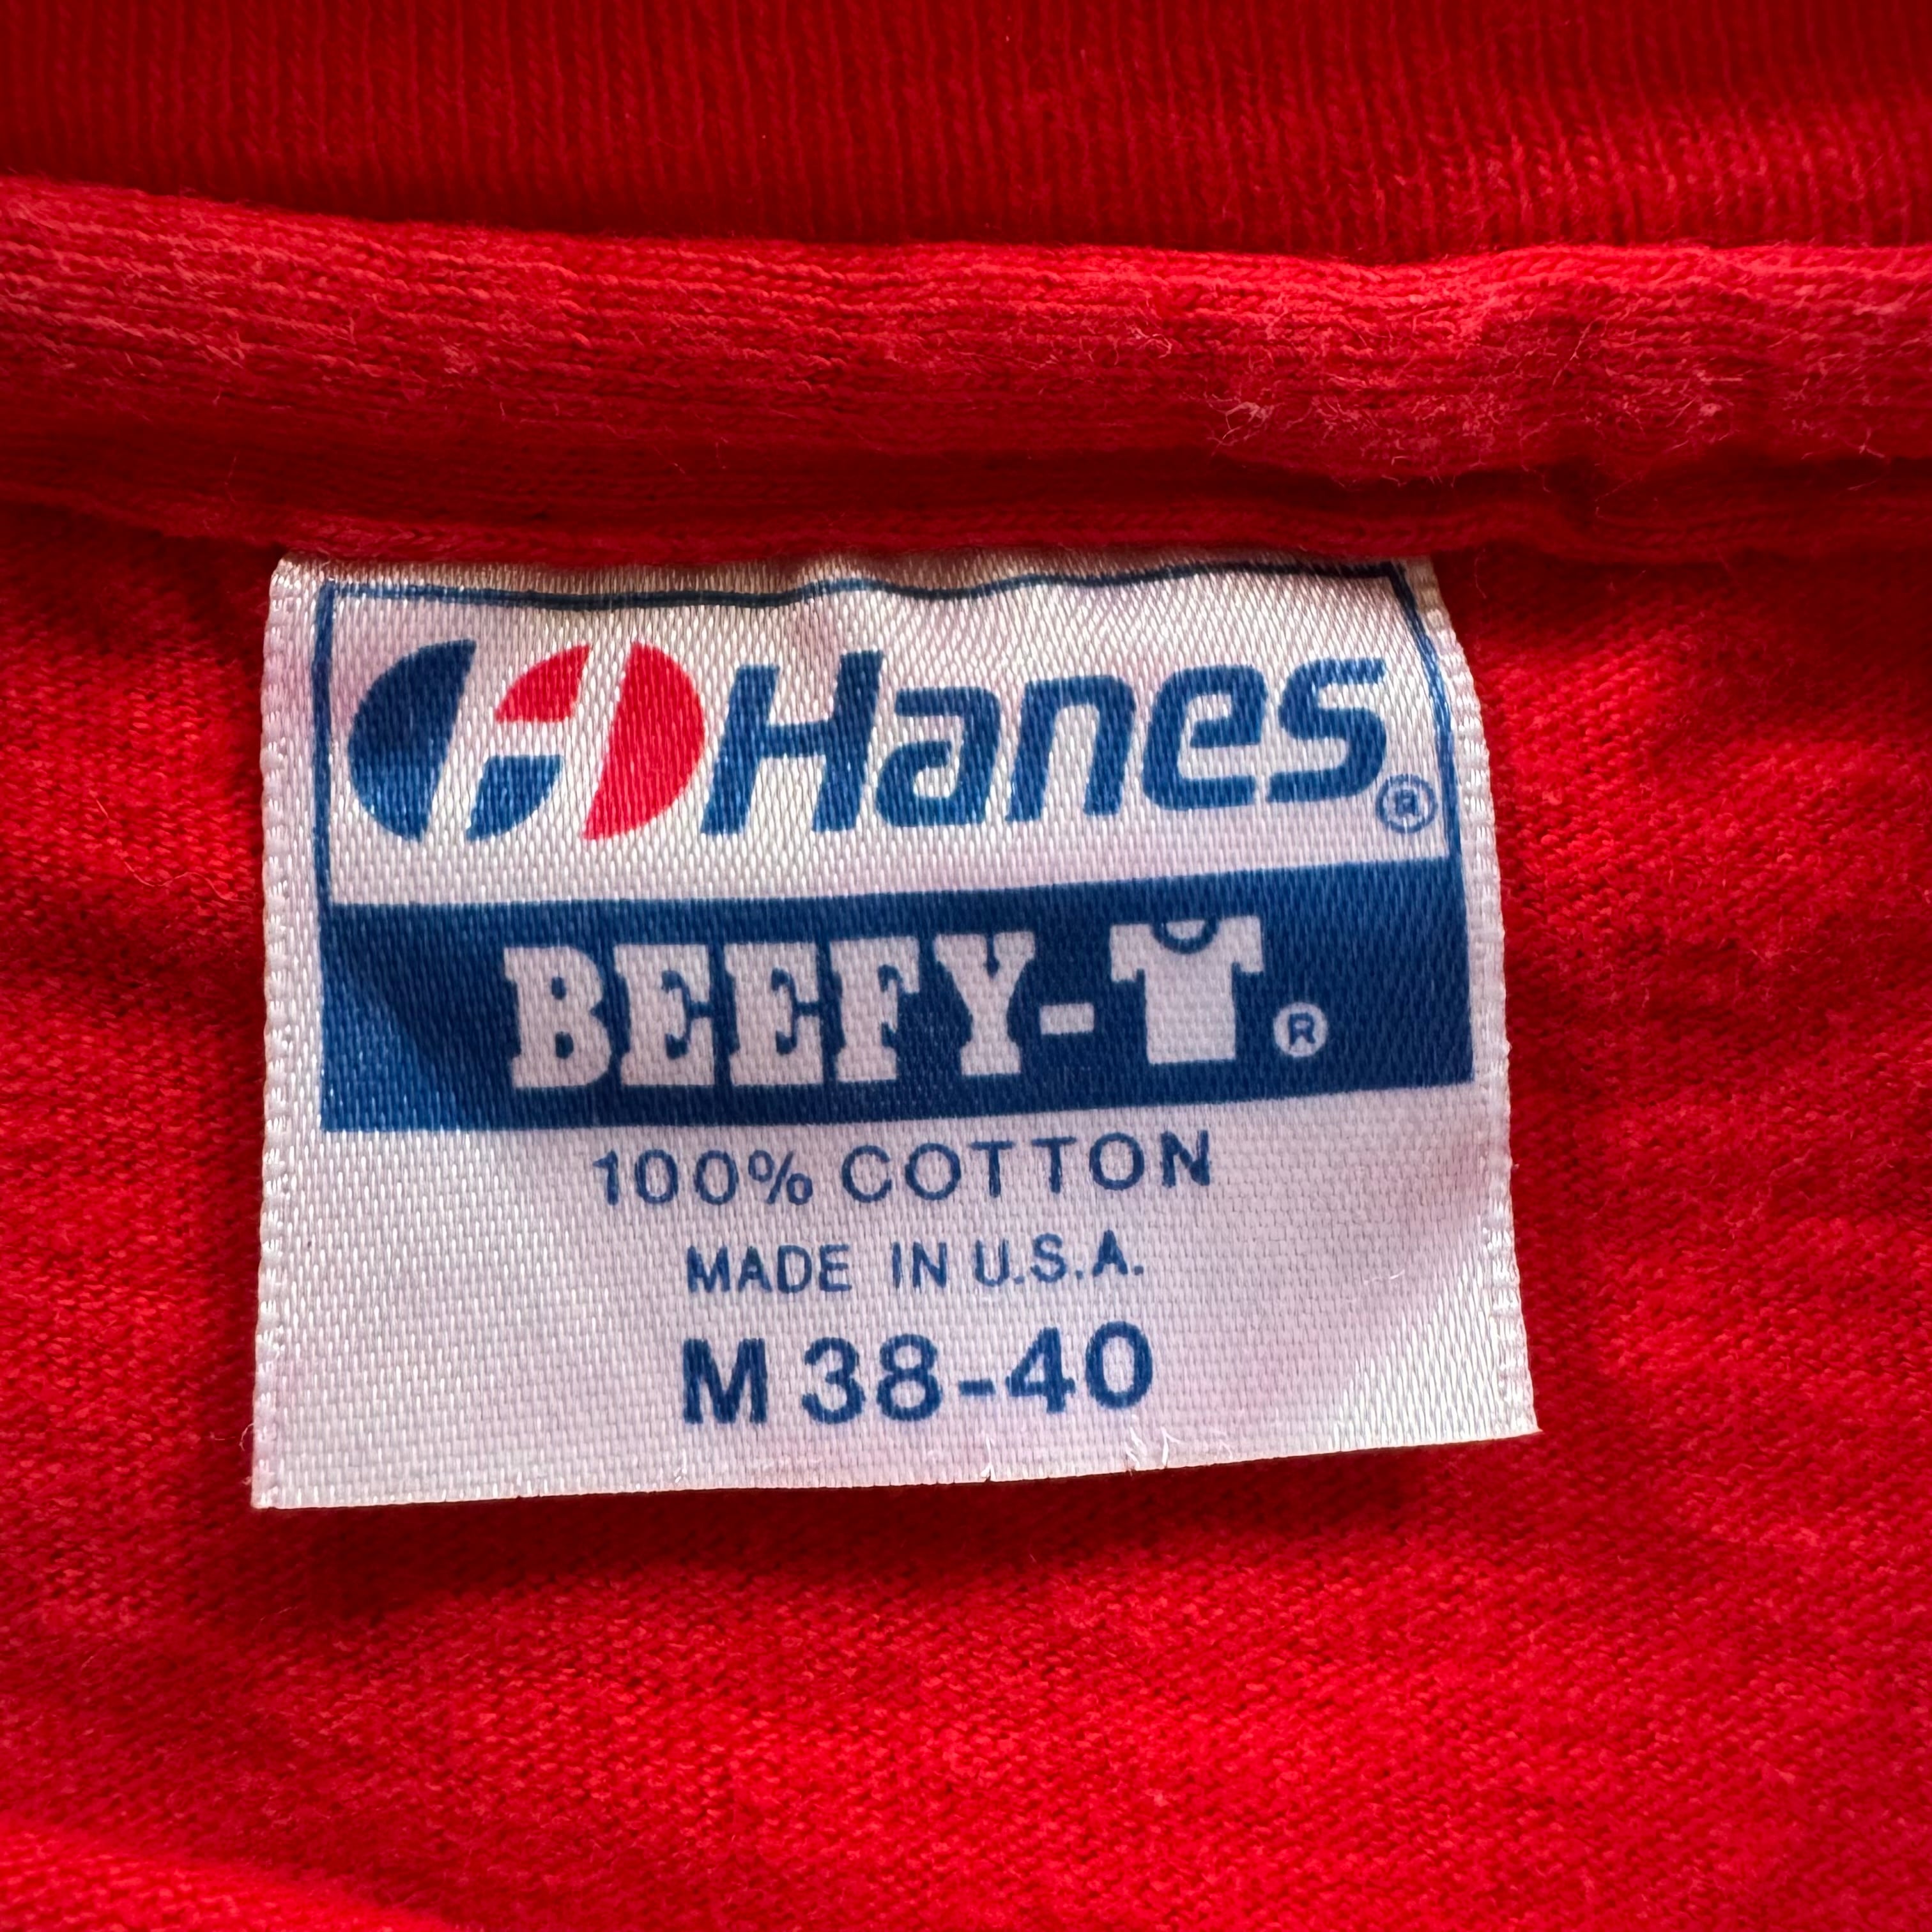 Hanes®
BEEFY-T®
100% COTTON
MADE IN U.S.A.
M 38-40